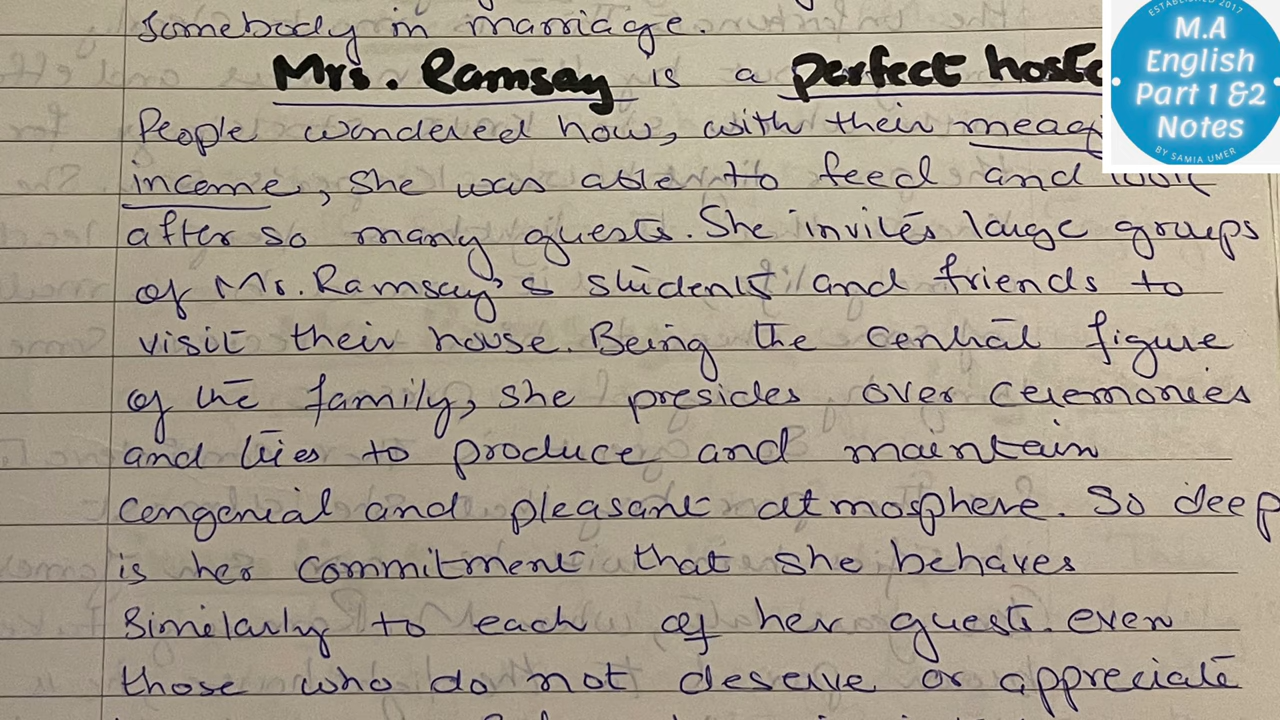 somebody in marriage.
Mrs. Ramsay is a perfect hoste
People wondered how, with their meag
income, she was able to feed and look
after so many guests. She invites large groups
of Mr. Ramsay's students and friends to
visit their house. Being the central figure
of the family, she presides over ceremonies
and tries to produce and maintain
congenial and pleasant atmosphere. So deep
is her commitment that she behaves
similarly to each of her guest. even
those who do not deserve or appreciate
ESTABLISHED 2017
M.A
English
Part 1 &2
Notes
BY SAMIA UMER